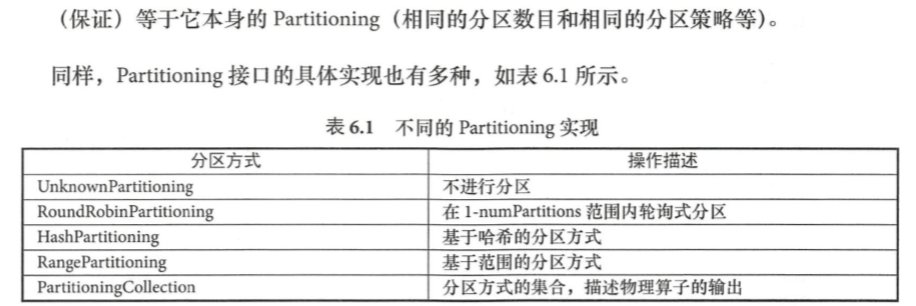 （保证）等于它本身的 Partitioning（相同的分区数目和相同的分区策略等）。
同样，Partitioning 接口的具体实现也有多种，如表 6.1 所示。
表 6.1 不同的 Partitioning 实现
分区方式 操作描述
UnknownPartitioning 不进行分区
RoundRobinPartitioning 在 1-numPartitions 范围内轮询式分区
HashPartitioning 基于哈希的分区方式
RangePartitioning 基于范围的分区方式
PartitioningCollection 分区方式的集合，描述物理算子的输出